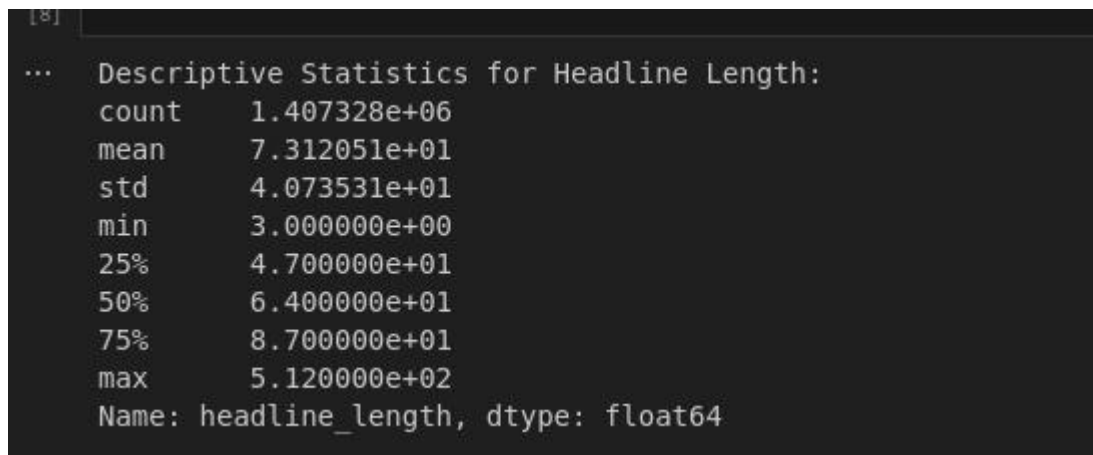 [8]
... Descriptive Statistics for Headline Length:
count 1.407328e+06
mean 7.312051e+01
std 4.073531e+01
min 3.000000e+00
25% 4.700000e+01
50% 6.400000e+01
75% 8.700000e+01
max 5.120000e+02
Name: headline_length, dtype: float64